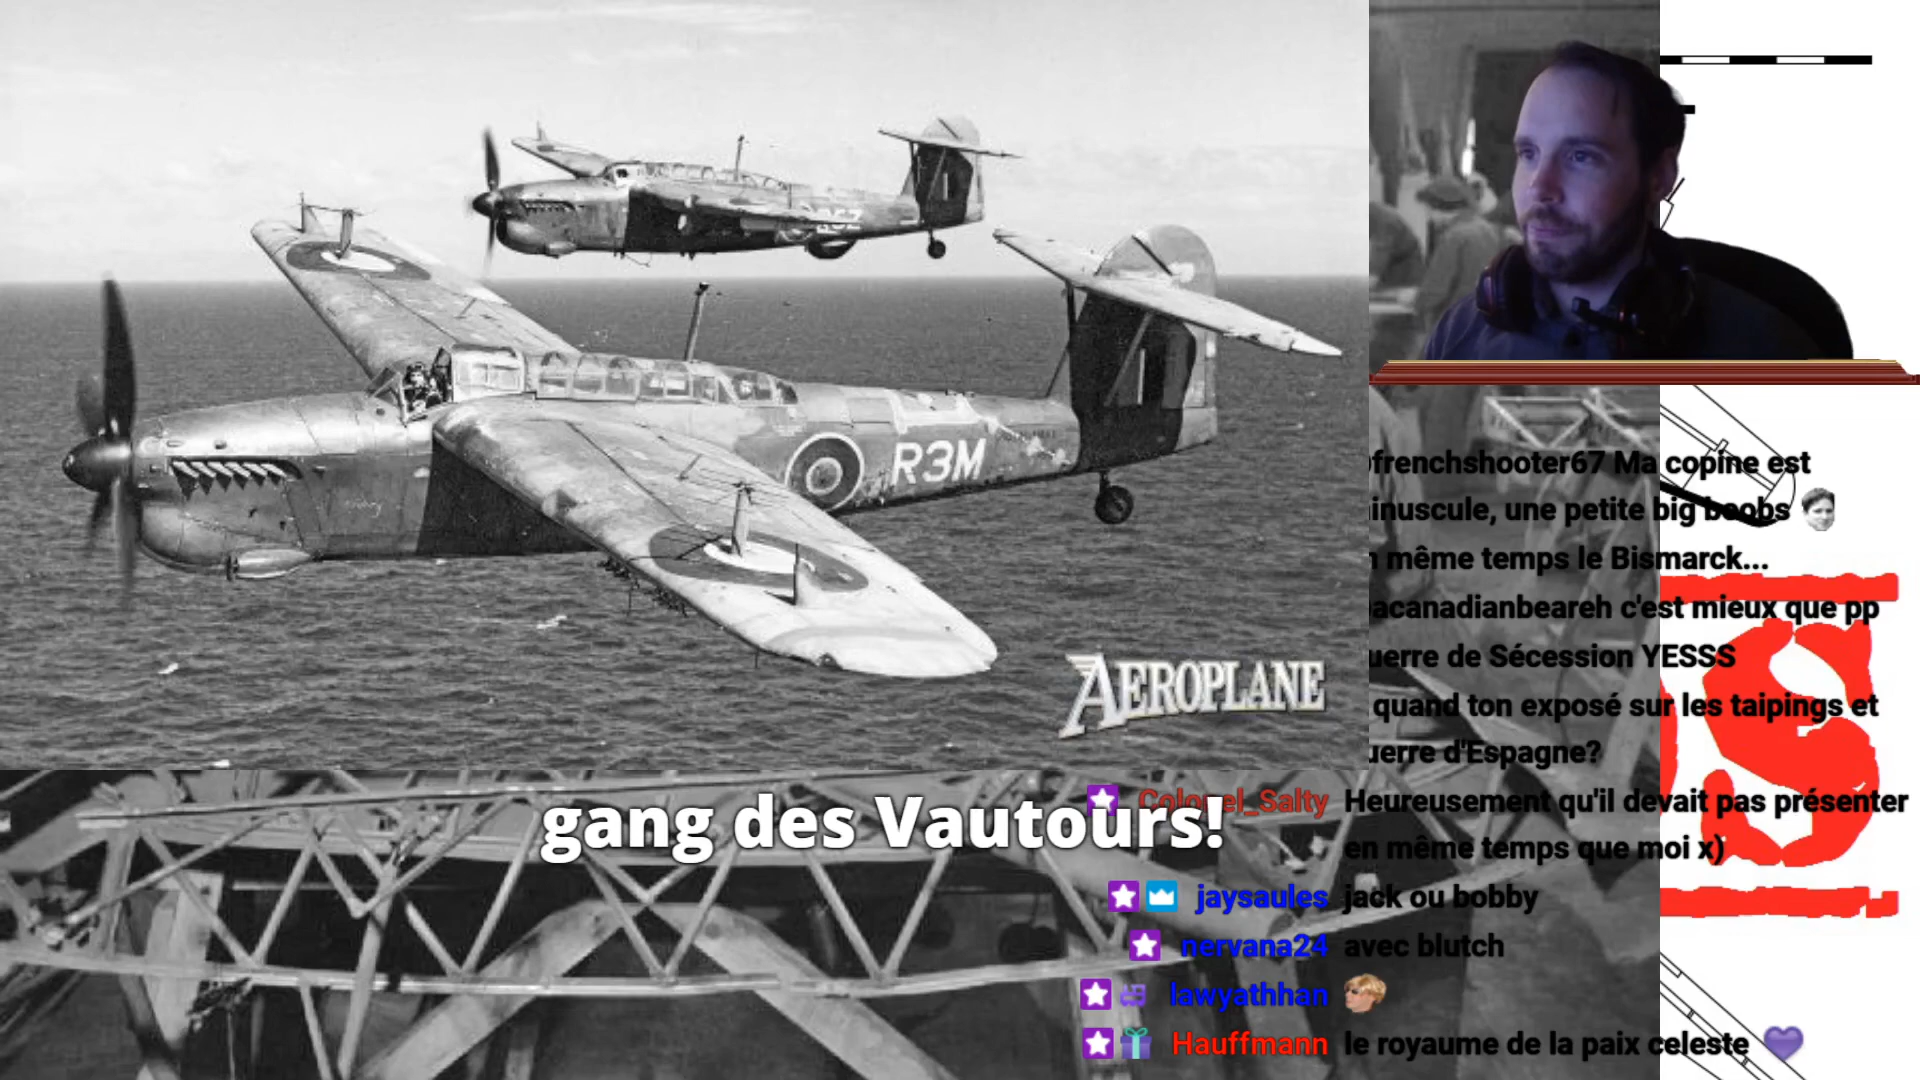 R3M
AEROPLANE
frenchshooter67 Ma copine est
inuscule, une petite big boobs
même temps le Bismarck...
acanadianbeareh c'est mieux que pp
uerre de Sécession YESSS
quand ton exposé sur les taipings et
uerre d'Espagne?
Colonel_Salty Heureusement qu'il devait pas présenter
en même temps que moi x)
gang des Vautours!
jaysaules jack ou bobby
nervana24 avec blutch
lawyathhan
Hauffmann le royaume de la paix celeste